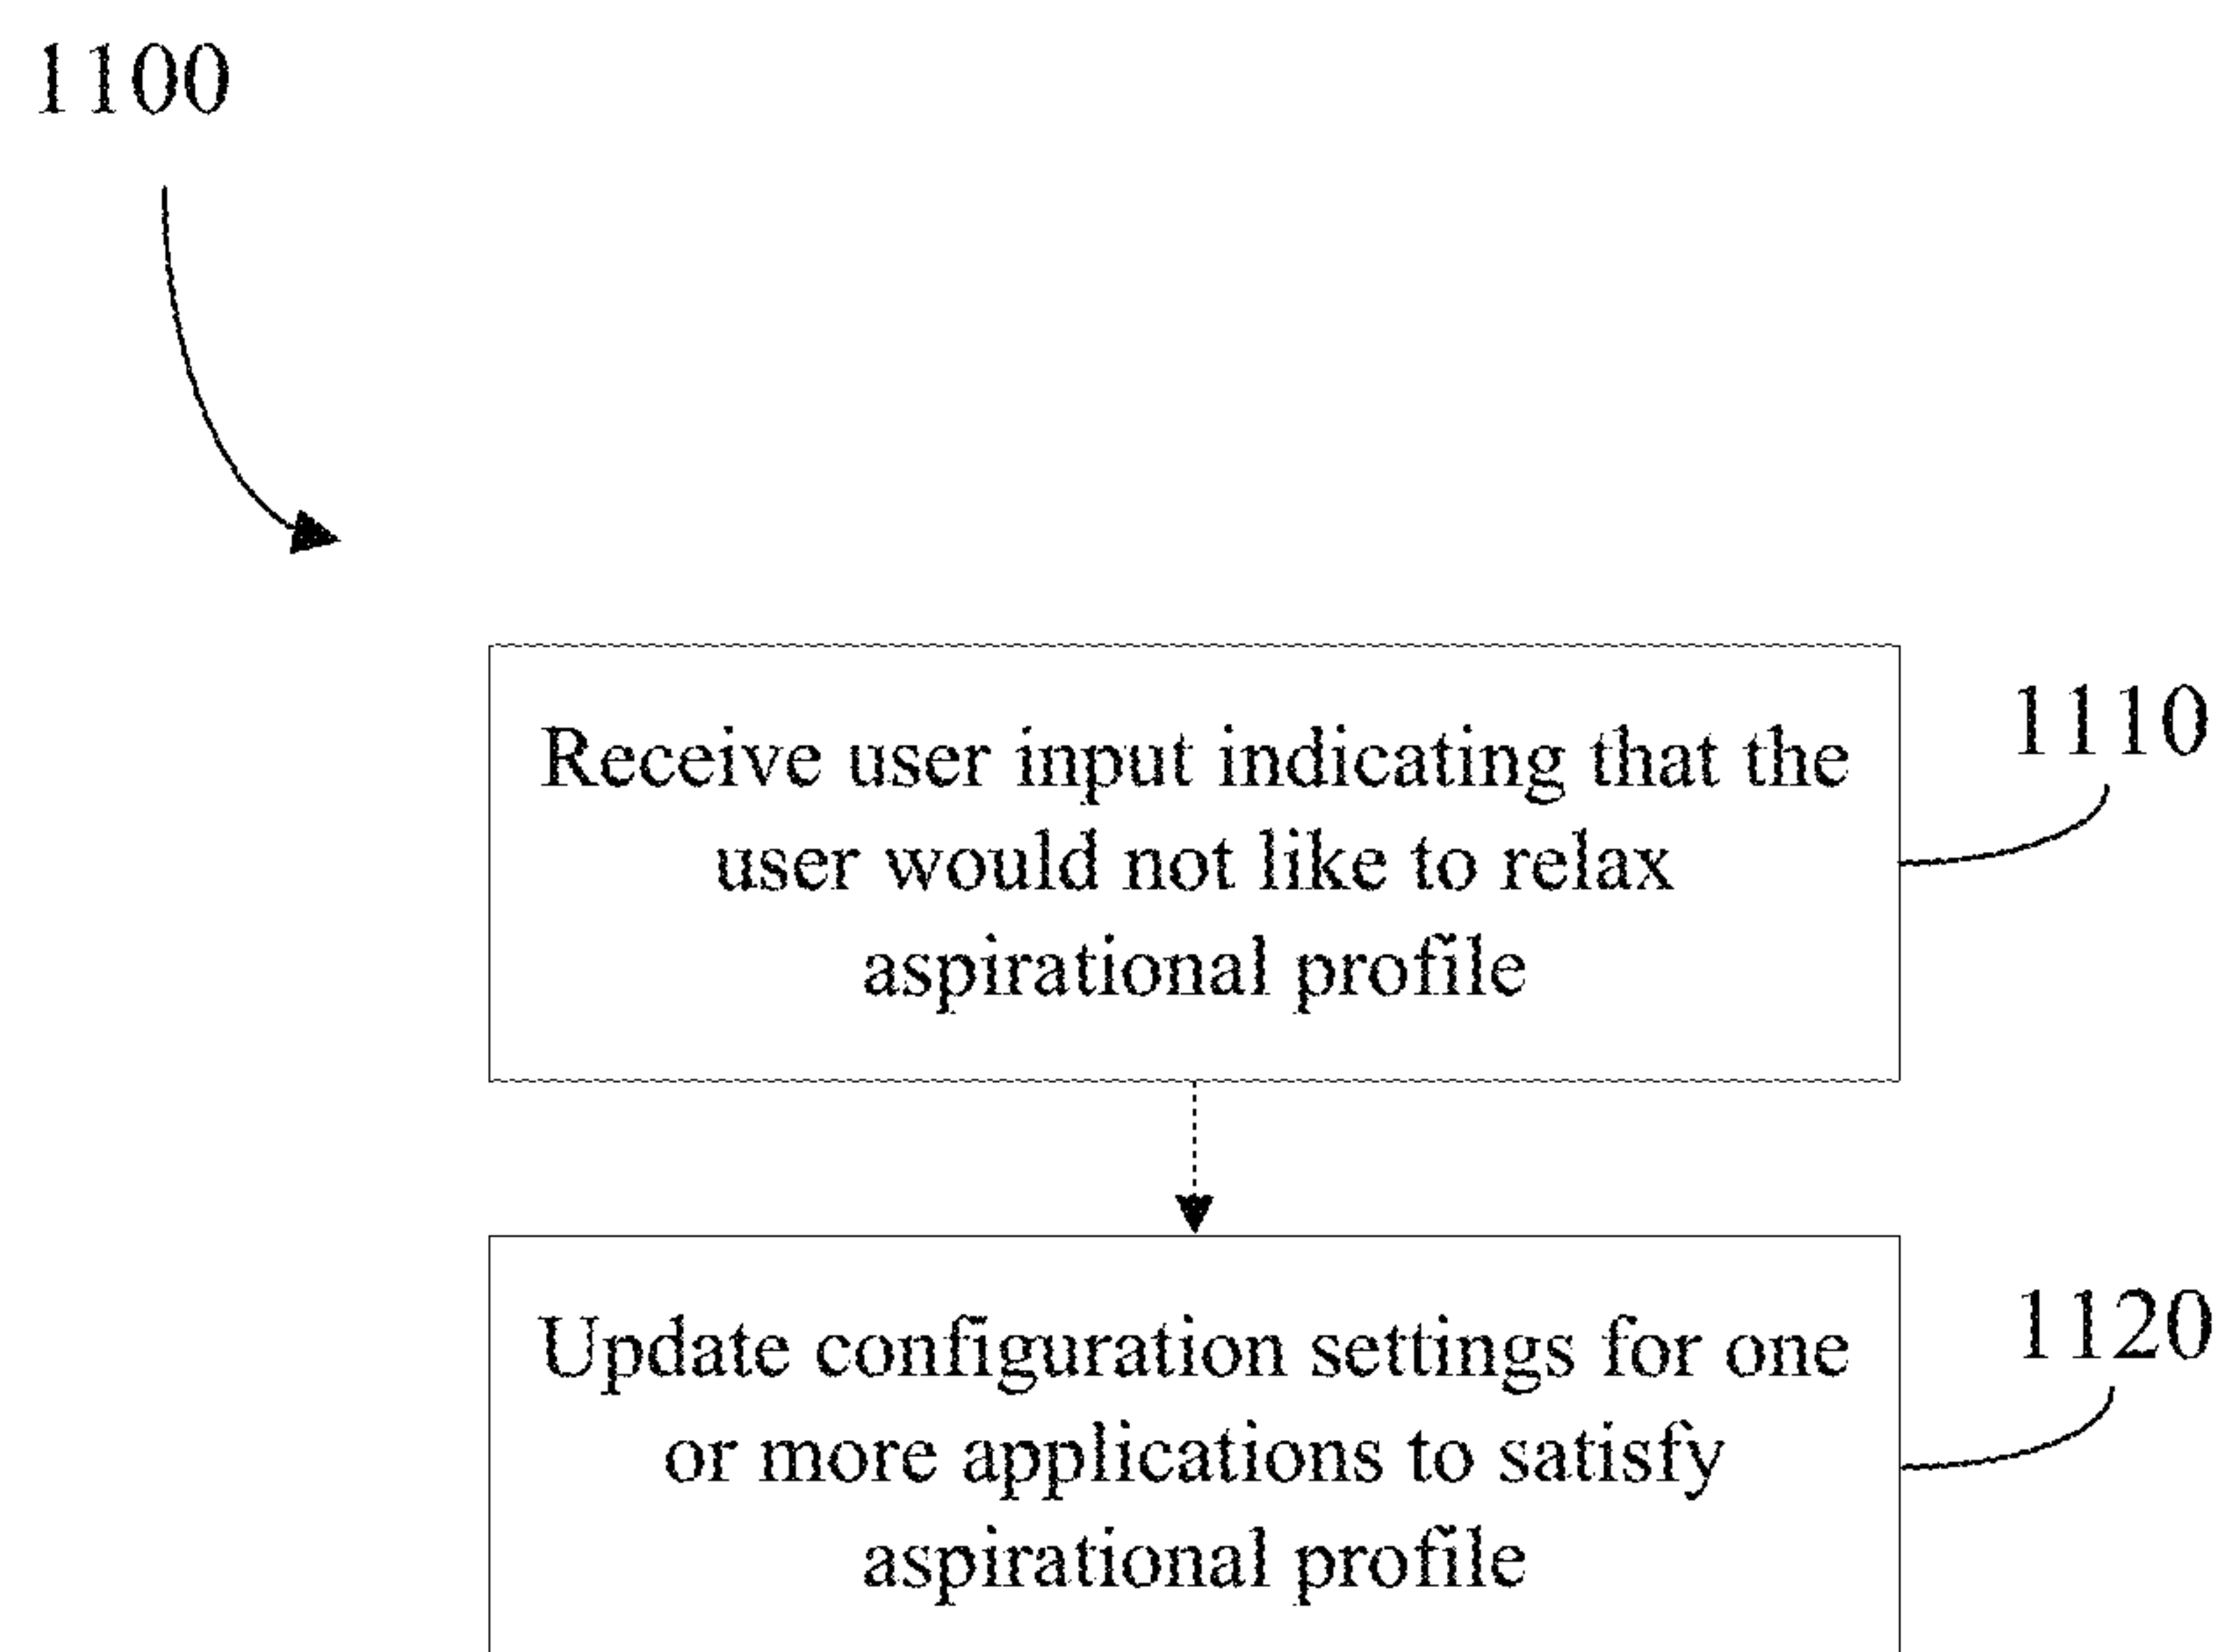 1100
Receive user input indicating that the
user would not like to relax
aspirational profile
1110
Update configuration settings for one
or more applications to satisfy
aspirational profile
1120